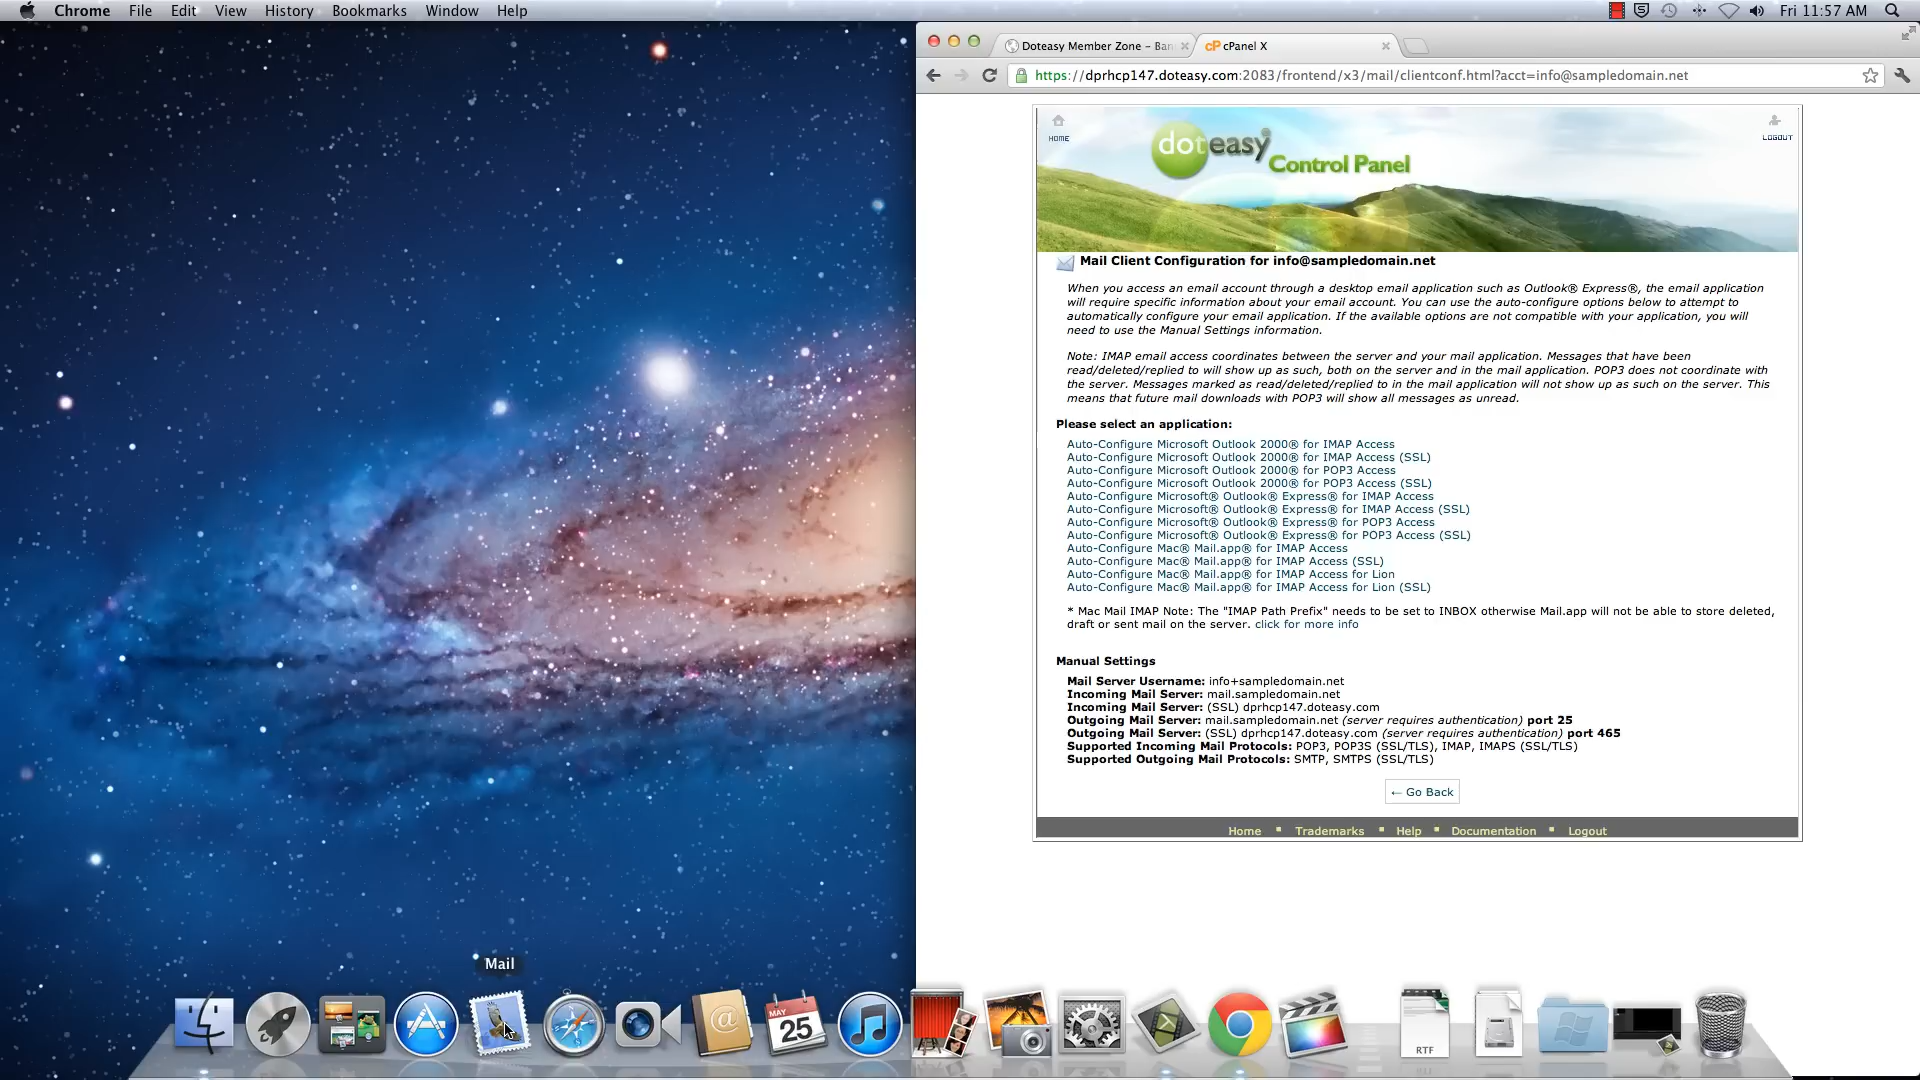 Chrome File Edit View History Bookmarks Window Help Fri 11:57 AM
Doteasy Member Zone – Ban
cP cPanel X
https://dprhcp147.doteasy.com:2083/frontend/x3/mail/clientconf.html?acct=info@sampledomain.net
HOME
LOGOUT
doteasy
Control Panel
Mail Client Configuration for info@sampledomain.net
When you access an email account through a desktop email application such as Outlook® Express®, the email application
will require specific information about your email account. You can use the auto-configure options below to attempt to
automatically configure your email application. If the available options are not compatible with your application, you will
need to use the Manual Settings information.
Note: IMAP email access coordinates between the server and your mail application. Messages that have been
read/deleted/replied to will show up as such, both on the server and in the mail application. POP3 does not coordinate with
the server. Messages marked as read/deleted/replied to in the mail application will not show up as such on the server. This
means that future mail downloads with POP3 will show all messages as unread.
Please select an application:
Auto-Configure Microsoft Outlook 2000® for IMAP Access
Auto-Configure Microsoft Outlook 2000® for IMAP Access (SSL)
Auto-Configure Microsoft Outlook 2000® for POP3 Access
Auto-Configure Microsoft Outlook 2000® for POP3 Access (SSL)
Auto-Configure Microsoft® Outlook® Express® for IMAP Access
Auto-Configure Microsoft® Outlook® Express® for IMAP Access (SSL)
Auto-Configure Microsoft® Outlook® Express® for POP3 Access
Auto-Configure Microsoft® Outlook® Express® for POP3 Access (SSL)
Auto-Configure Mac® Mail.app® for IMAP Access
Auto-Configure Mac® Mail.app® for IMAP Access (SSL)
Auto-Configure Mac® Mail.app® for IMAP Access for Lion
Auto-Configure Mac® Mail.app® for IMAP Access for Lion (SSL)
* Mac Mail IMAP Note: The "IMAP Path Prefix" needs to be set to INBOX otherwise Mail.app will not be able to store deleted,
draft or sent mail on the server. click for more info
Manual Settings
Mail Server Username: info+sampledomain.net
Incoming Mail Server: mail.sampledomain.net
Incoming Mail Server: (SSL) dprhcp147.doteasy.com
Outgoing Mail Server: mail.sampledomain.net (server requires authentication) port 25
Outgoing Mail Server: (SSL) dprhcp147.doteasy.com (server requires authentication) port 465
Supported Incoming Mail Protocols: POP3, POP3S (SSL/TLS), IMAP, IMAPS (SSL/TLS)
Supported Outgoing Mail Protocols: SMTP, SMTPS (SSL/TLS)
← Go Back
Home ▪ Trademarks ▪ Help ▪ Documentation ▪ Logout
Mail
MAY
25
RTF